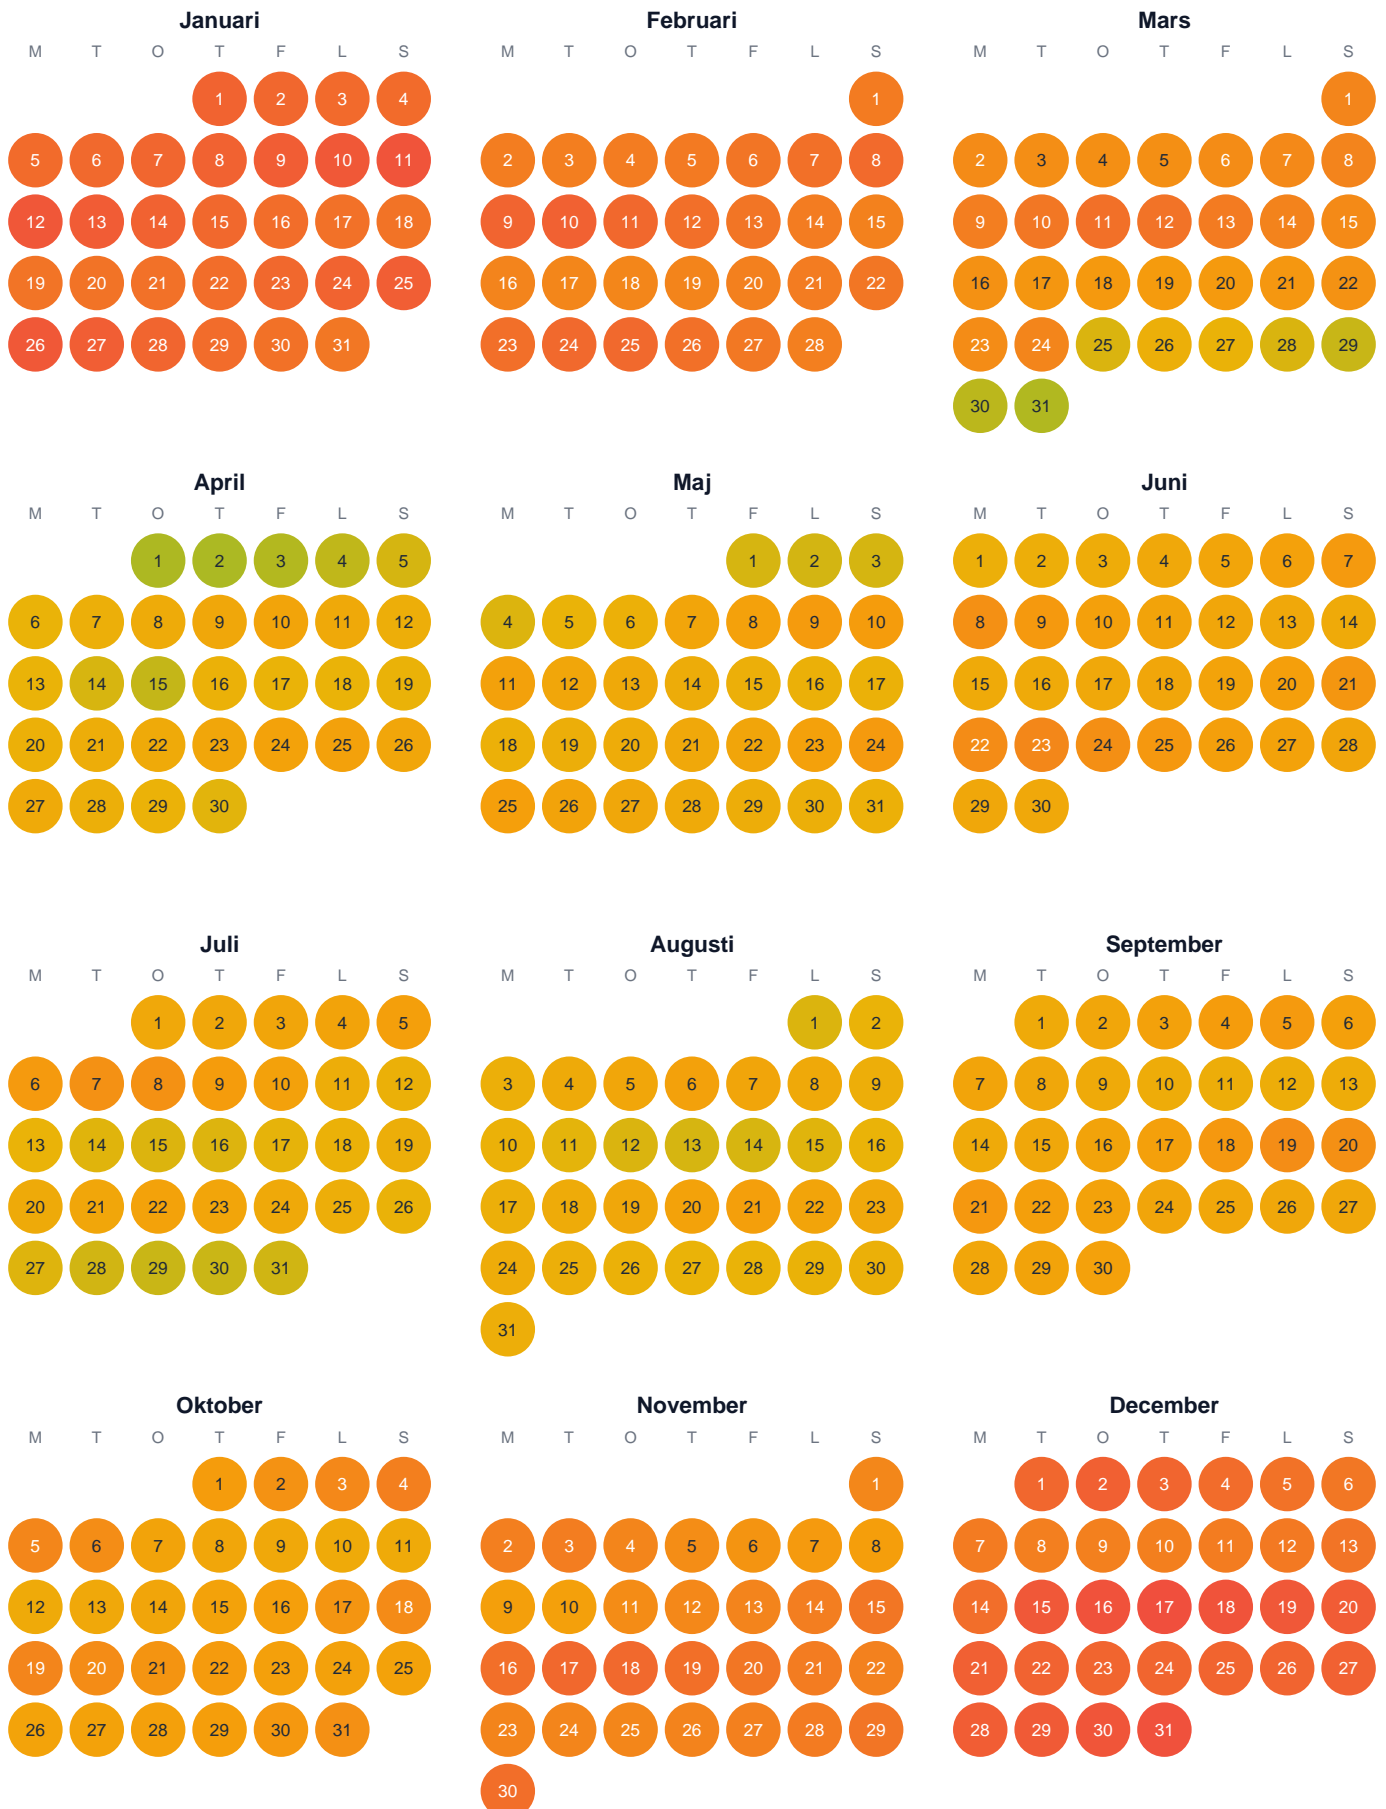 Januari Februari Mars
M T O T F L S M T O T F L S M T O T F L S
1 2 3 4 1 1
5 6 7 8 9 10 11 2 3 4 5 6 7 8 2 3 4 5 6 7 8
12 13 14 15 16 17 18 9 10 11 12 13 14 15 9 10 11 12 13 14 15
19 20 21 22 23 24 25 16 17 18 19 20 21 22 16 17 18 19 20 21 22
26 27 28 29 30 31 23 24 25 26 27 28 23 24 25 26 27 28 29
30 31
April Maj Juni
M T O T F L S M T O T F L S M T O T F L S
1 2 3 4 5 1 2 3 1 2 3 4 5 6 7
6 7 8 9 10 11 12 4 5 6 7 8 9 10 8 9 10 11 12 13 14
13 14 15 16 17 18 19 11 12 13 14 15 16 17 15 16 17 18 19 20 21
20 21 22 23 24 25 26 18 19 20 21 22 23 24 22 23 24 25 26 27 28
27 28 29 30 25 26 27 28 29 30 31 29 30
Juli Augusti September
M T O T F L S M T O T F L S M T O T F L S
1 2 3 4 5 1 2 1 2 3 4 5 6
6 7 8 9 10 11 12 3 4 5 6 7 8 9 7 8 9 10 11 12 13
13 14 15 16 17 18 19 10 11 12 13 14 15 16 14 15 16 17 18 19 20
20 21 22 23 24 25 26 17 18 19 20 21 22 23 21 22 23 24 25 26 27
27 28 29 30 31 24 25 26 27 28 29 30 28 29 30
31
Oktober November December
M T O T F L S M T O T F L S M T O T F L S
1 2 3 4 1 1 2 3 4 5 6
5 6 7 8 9 10 11 2 3 4 5 6 7 8 7 8 9 10 11 12 13
12 13 14 15 16 17 18 9 10 11 12 13 14 15 14 15 16 17 18 19 20
19 20 21 22 23 24 25 16 17 18 19 20 21 22 21 22 23 24 25 26 27
26 27 28 29 30 31 23 24 25 26 27 28 29 28 29 30 31
30